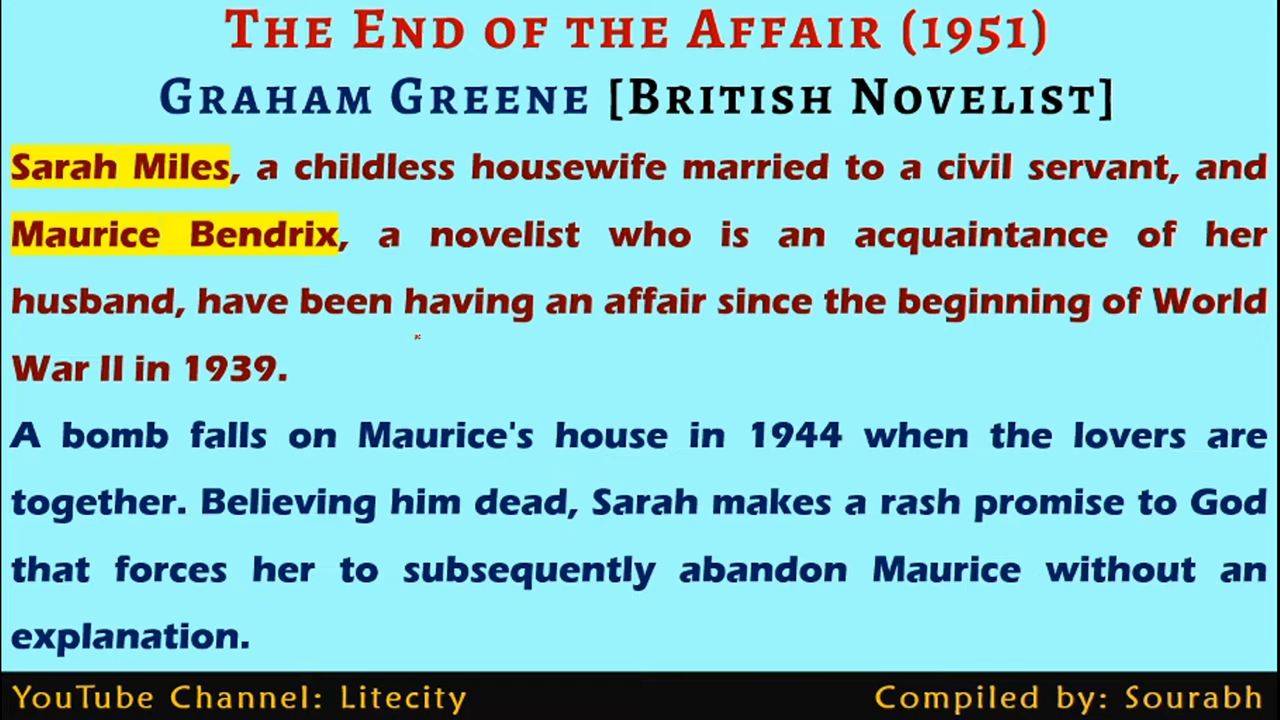 The End of the Affair (1951)
Graham Greene [British Novelist]
Sarah Miles, a childless housewife married to a civil servant, and
Maurice Bendrix, a novelist who is an acquaintance of her
husband, have been having an affair since the beginning of World
War II in 1939.
A bomb falls on Maurice's house in 1944 when the lovers are
together. Believing him dead, Sarah makes a rash promise to God
that forces her to subsequently abandon Maurice without an
explanation.
YouTube Channel: Litecity
Compiled by: Sourabh